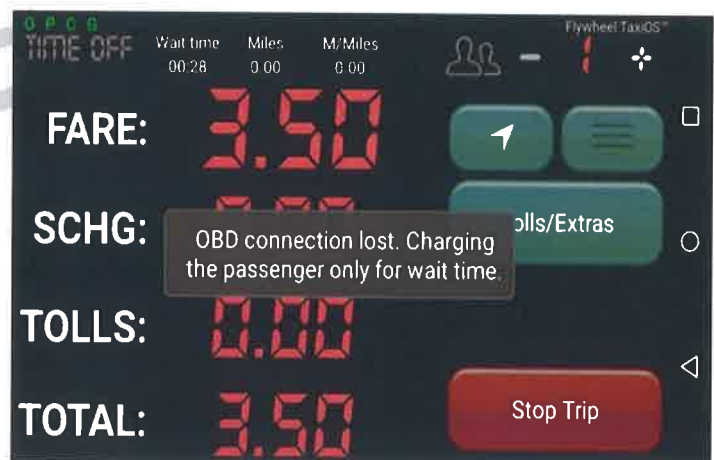 O P C G
TIME OFF
Wait time Miles M/Miles
00:28 0.00 0.00
Flywheel TaxiOS™
- 1
FARE: 3.50
SCHG:
olls/Extras
OBD connection lost. Charging
the passenger only for wait time.
TOLLS: 0.00
TOTAL: 3.50
Stop Trip